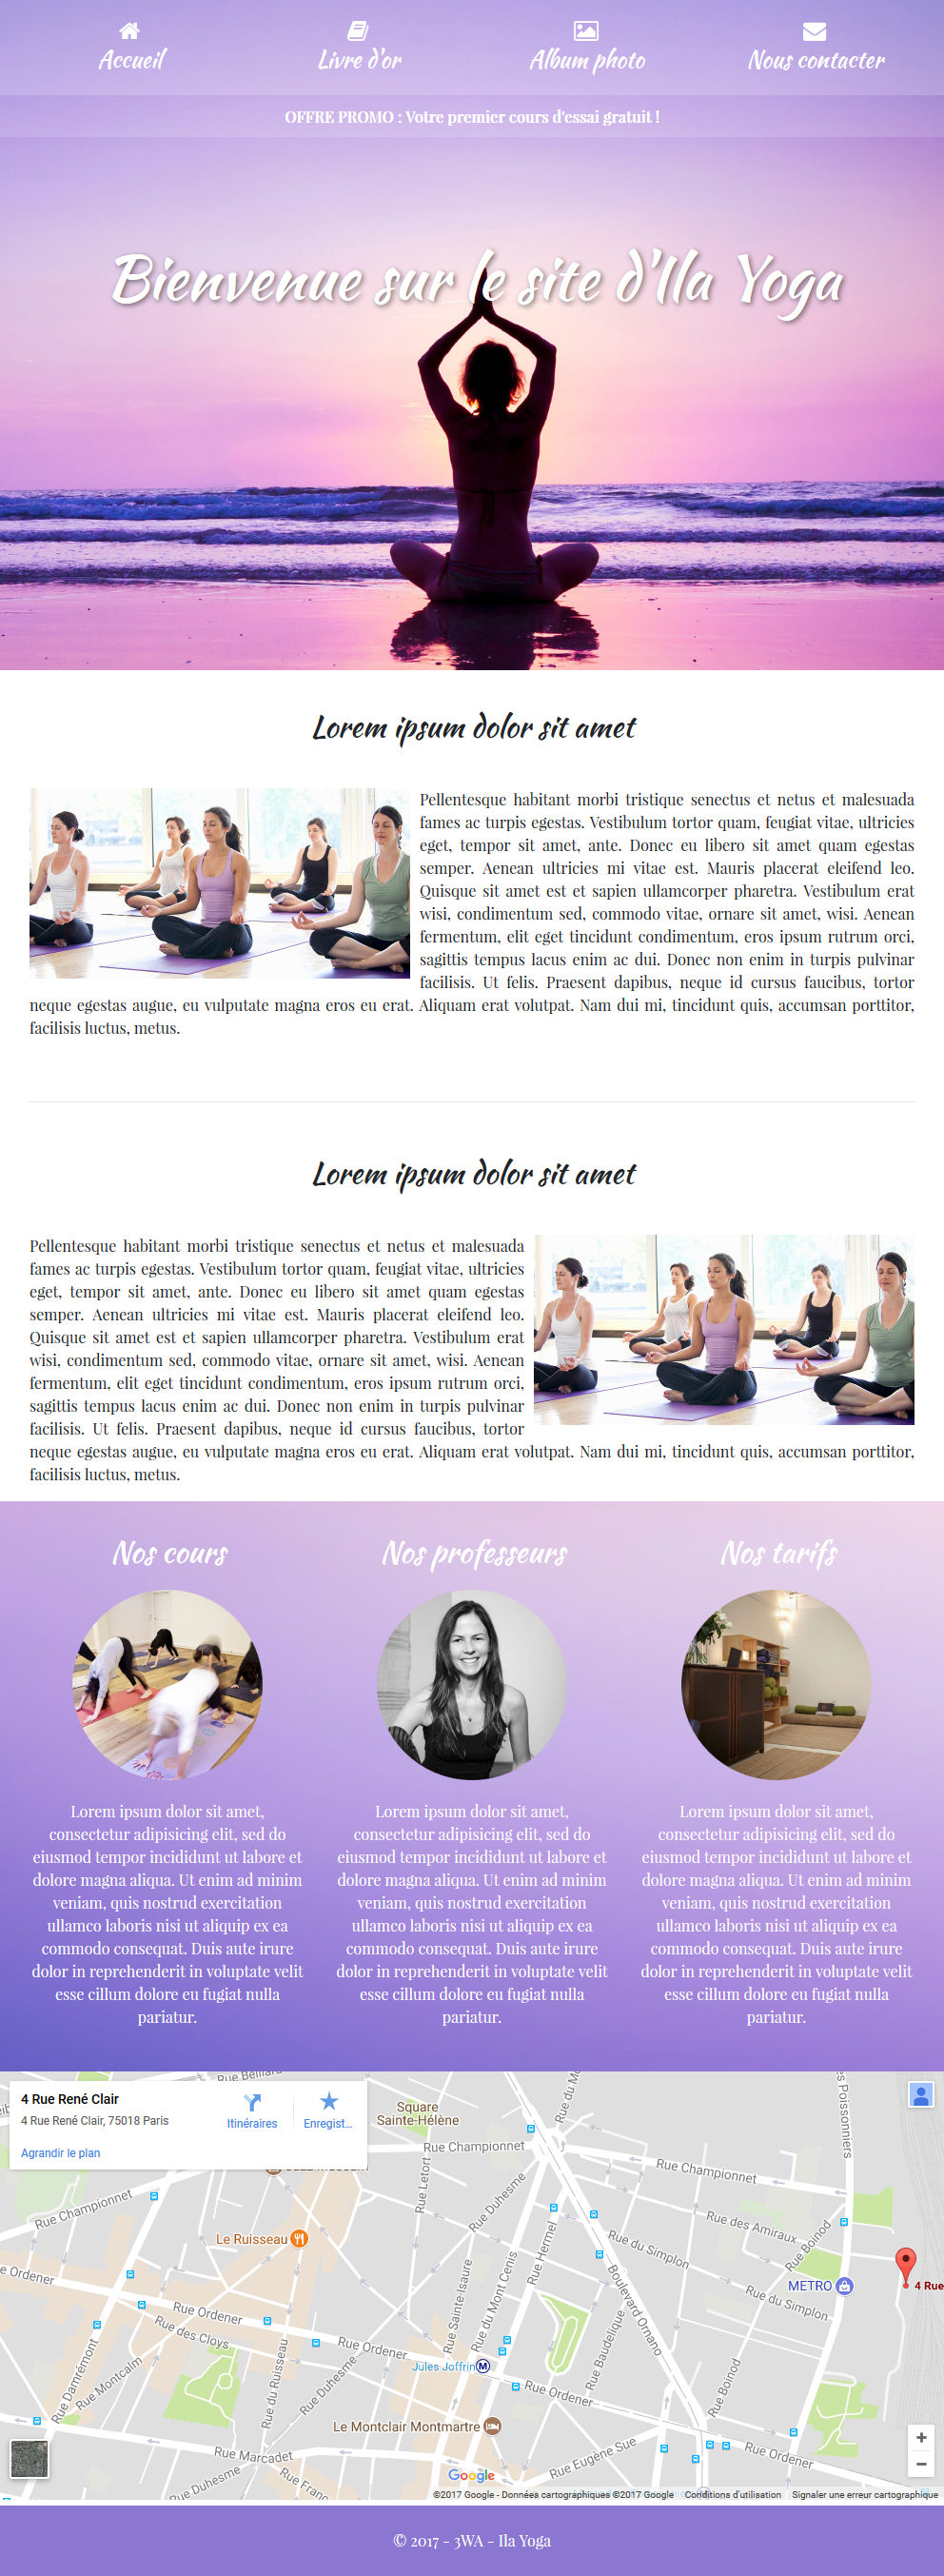 Accueil
Livre d'or
Album photo
Nous contacter
OFFRE PROMO : Votre premier cours d'essai gratuit !
Bienvenue sur le site d'Ila Yoga
Lorem ipsum dolor sit amet
Pellentesque habitant morbi tristique senectus et netus et malesuada
fames ac turpis egestas. Vestibulum tortor quam, feugiat vitae, ultricies
eget, tempor sit amet, ante. Donec eu libero sit amet quam egestas
semper. Aenean ultricies mi vitae est. Mauris placerat eleifend leo.
Quisque sit amet est et sapien ullamcorper pharetra. Vestibulum erat
wisi, condimentum sed, commodo vitae, ornare sit amet, wisi. Aenean
fermentum, elit eget tincidunt condimentum, eros ipsum rutrum orci,
sagittis tempus lacus enim ac dui. Donec non enim in turpis pulvinar
facilisis. Ut felis. Praesent dapibus, neque id cursus faucibus, tortor
neque egestas augue, eu vulputate magna eros eu erat. Aliquam erat volutpat. Nam dui mi, tincidunt quis, accumsan porttitor,
facilisis luctus, metus.
Lorem ipsum dolor sit amet
Pellentesque habitant morbi tristique senectus et netus et malesuada
fames ac turpis egestas. Vestibulum tortor quam, feugiat vitae, ultricies
eget, tempor sit amet, ante. Donec eu libero sit amet quam egestas
semper. Aenean ultricies mi vitae est. Mauris placerat eleifend leo.
Quisque sit amet est et sapien ullamcorper pharetra. Vestibulum erat
wisi, condimentum sed, commodo vitae, ornare sit amet, wisi. Aenean
fermentum, elit eget tincidunt condimentum, eros ipsum rutrum orci,
sagittis tempus lacus enim ac dui. Donec non enim in turpis pulvinar
facilisis. Ut felis. Praesent dapibus, neque id cursus faucibus, tortor
neque egestas augue, eu vulputate magna eros eu erat. Aliquam erat volutpat. Nam dui mi, tincidunt quis, accumsan porttitor,
facilisis luctus, metus.
Nos cours
Lorem ipsum dolor sit amet,
consectetur adipisicing elit, sed do
eiusmod tempor incididunt ut labore et
dolore magna aliqua. Ut enim ad minim
veniam, quis nostrud exercitation
ullamco laboris nisi ut aliquip ex ea
commodo consequat. Duis aute irure
dolor in reprehenderit in voluptate velit
esse cillum dolore eu fugiat nulla
pariatur.
Nos professeurs
Lorem ipsum dolor sit amet,
consectetur adipisicing elit, sed do
eiusmod tempor incididunt ut labore et
dolore magna aliqua. Ut enim ad minim
veniam, quis nostrud exercitation
ullamco laboris nisi ut aliquip ex ea
commodo consequat. Duis aute irure
dolor in reprehenderit in voluptate velit
esse cillum dolore eu fugiat nulla
pariatur.
Nos tarifs
Lorem ipsum dolor sit amet,
consectetur adipisicing elit, sed do
eiusmod tempor incididunt ut labore et
dolore magna aliqua. Ut enim ad minim
veniam, quis nostrud exercitation
ullamco laboris nisi ut aliquip ex ea
commodo consequat. Duis aute irure
dolor in reprehenderit in voluptate velit
esse cillum dolore eu fugiat nulla
pariatur.
4 Rue René Clair
4 Rue René Clair, 75018 Paris
Itinéraires
Enregist...
Agrandir le plan
Square
Sainte-Hélène
Rue du Mo
s Poissonniers
Rue Championnet
Rue Championnet
Rue Championnet
Rue Letort
Rue Duhesme
Rue des Amiraux
Rue Boinod
Le Ruisseau
Rue Hermel
Rue du Simplon
e Ordener
METRO
4 Rue
Rue du Simplon
Rue Ordener
Rue des Cloys
Rue Sainte-Isaure
Rue du Mont Cenis
Boulevard Ornano
Rue Ordener
Jules Joffrin
M
Rue Baudelique
Rue Damrémont
Rue Montcalm
Rue du Ruisseau
Rue Duhesme
Rue Ordener
Rue Boinod
Le Montclair Montmartre
Rue Marcadet
Rue Eugène Sue
Rue Ordener
Rue Duhesme
Rue Franc
Google
©2017 Google - Données cartographiques ©2017 Google
Conditions d'utilisation
Signaler une erreur cartographique
© 2017 - 3WA - Ila Yoga